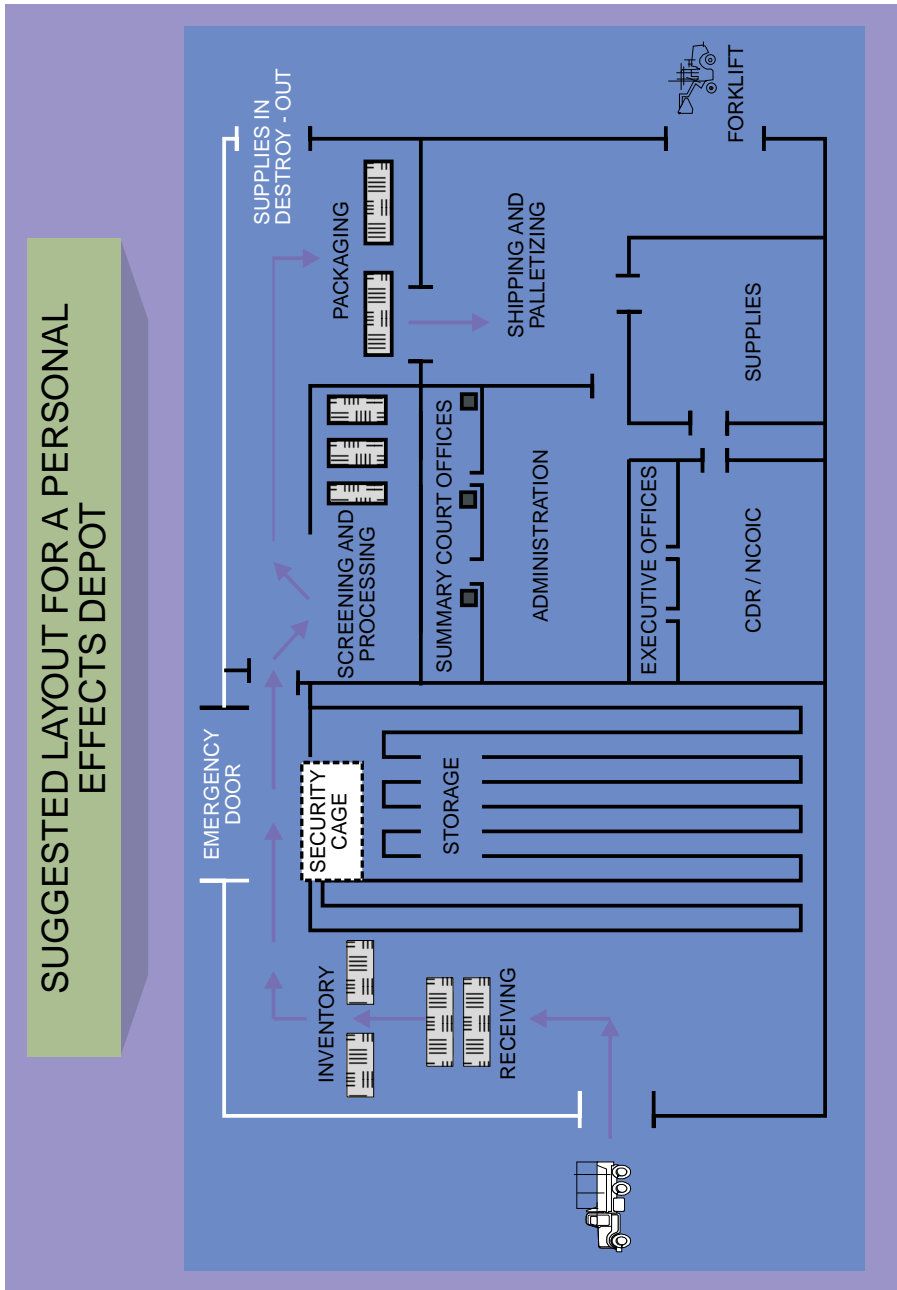 SUGGESTED LAYOUT FOR A PERSONAL
EFFECTS DEPOT
EMERGENCY
DOOR
SUPPLIES IN
DESTROY - OUT
INVENTORY
SECURITY
CAGE
SCREENING AND
PROCESSING
PACKAGING
RECEIVING
STORAGE
SUMMARY COURT OFFICES
ADMINISTRATION
SHIPPING AND
PALLETIZING
EXECUTIVE OFFICES
CDR / NCOIC
SUPPLIES
FORKLIFT